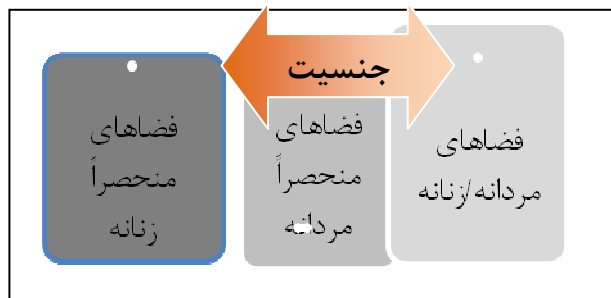 جنسیت
فضاهای
مردانه/زنانه
فضاهای
منحصراً
مردانه
فضاهای
منحصراً
زنانه